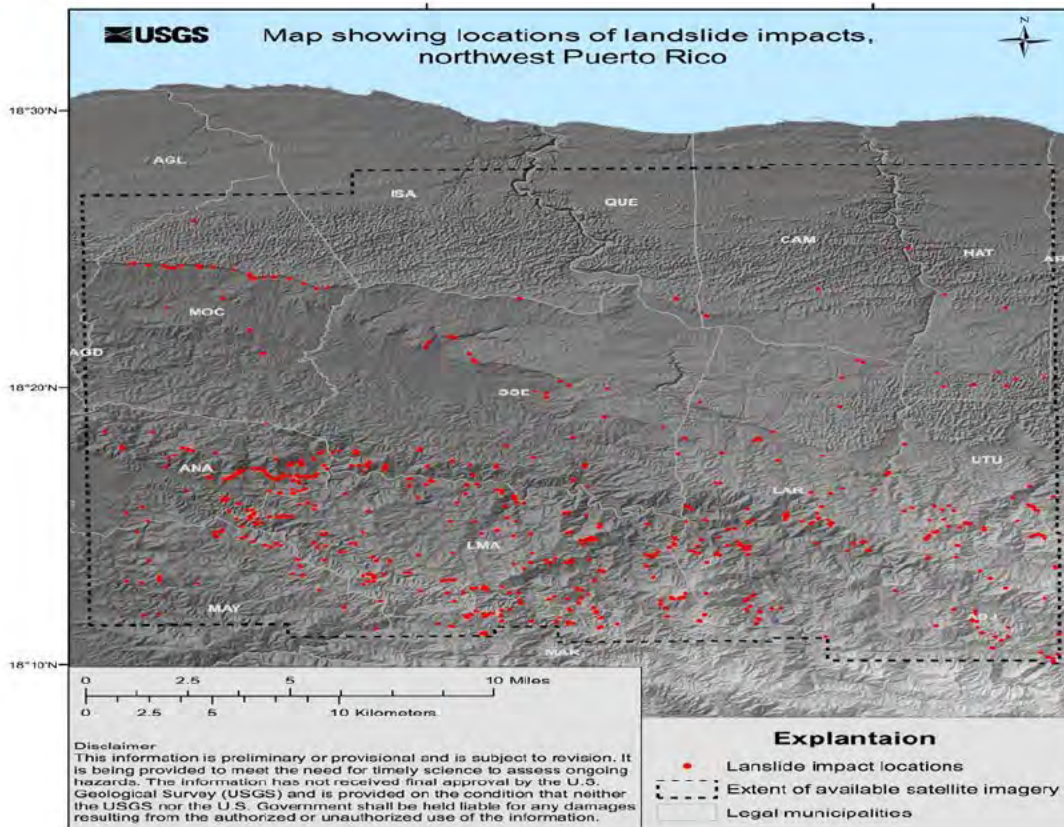 USGS
Map showing locations of landslide impacts,
northwest Puerto Rico
N
18°30'
AGL
ISA
QUE
CAM
HAT
AR
MOC
AGD
18°20'N
SSE
ANA
UTU
LAR
LMA
MAY
MAR
18°10'N
0 2.5 5 10 Miles
0 2.5 5 10 Kilometers
Disclaimer
This information is preliminary or provisional and is subject to revision. It
is being provided to meet the need for timely science to assess ongoing
hazards. The information has not received final approval by the U.S.
Geological Survey (USGS) and is provided on the condition that neither
the USGS nor the U.S. Government shall be held liable for any damages
resulting from the authorized or unauthorized use of the information.
Explantaion
Lanslide impact locations
Extent of available satellite imagery
Legal municipalities